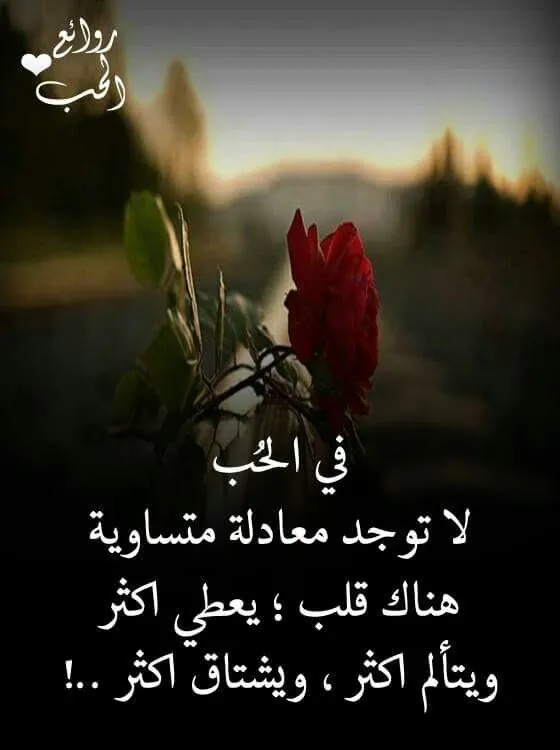 روائع
الحب
في الحُب
لا توجد معادلة متساوية
هناك قلب ؛ يعطي اكثر
ويتألم اكثر ، ويشتاق اكثر ..!